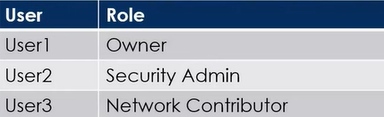 User Role
User1 Owner
User2 Security Admin
User3 Network Contributor